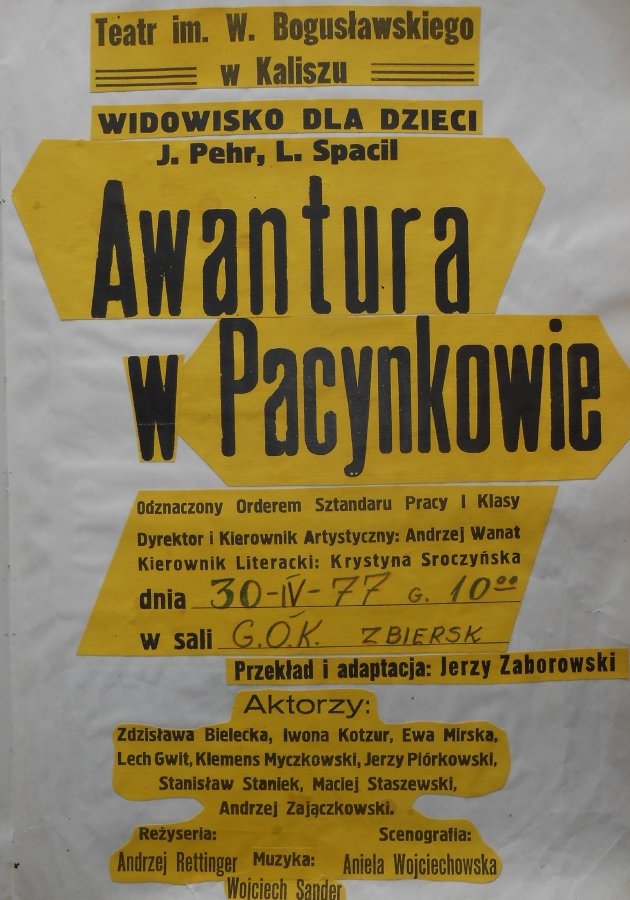 Teatr im. W. Bogusławskiego
w Kaliszu
WIDOWISKO DLA DZIECI
J. Pehr, L. Spacil
Awantura
w Pacynkowie
Odznaczony Orderem Sztandaru Pracy I Klasy
Dyrektor i Kierownik Artystyczny: Andrzej Wanat
Kierownik Literacki: Krystyna Sroczyńska
dnia 30-IV-77 G. 10⁰⁰
w sali G.O.K. ZBIERSK
Przekład i adaptacja: Jerzy Zaborowski
Aktorzy:
Zdzisława Bielecka, Iwona Kotzur, Ewa Mirska,
Lech Gwit, Klemens Myczkowski, Jerzy Piórkowski,
Stanisław Staniek, Maciej Staszewski,
Andrzej Zajączkowski.
Reżyseria: Scenografia:
Andrzej Rettinger Muzyka: Aniela Wojciechowska
Wojciech Sander